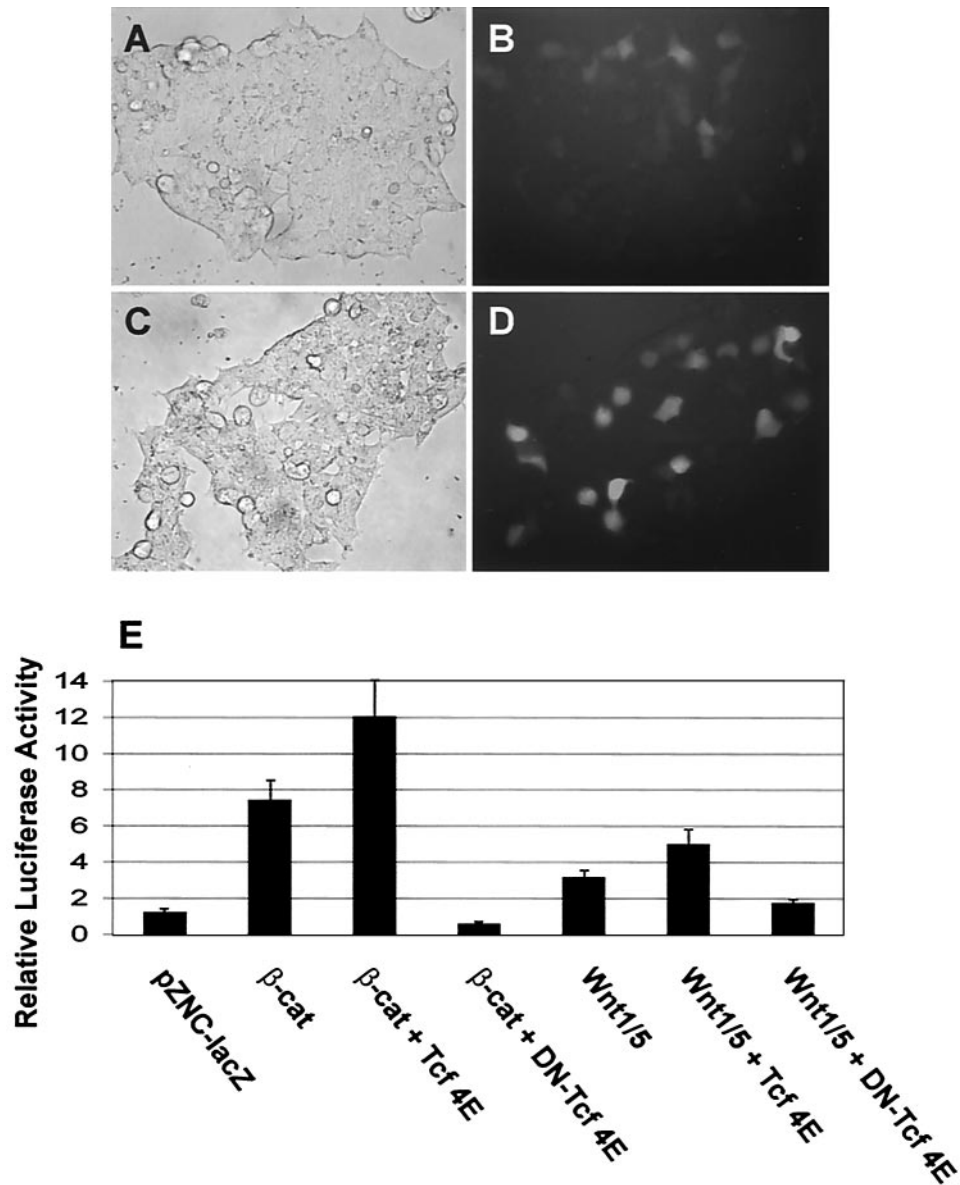 A
B
C
D
E
Relative Luciferase Activity
14
12
10
8
6
4
2
0
pZNC-lacZ
β-cat
β-cat + Tcf 4E
β-cat + DN-Tcf 4E
Wnt1/5
Wnt1/5 + Tcf 4E
Wnt1/5 + DN-Tcf 4E